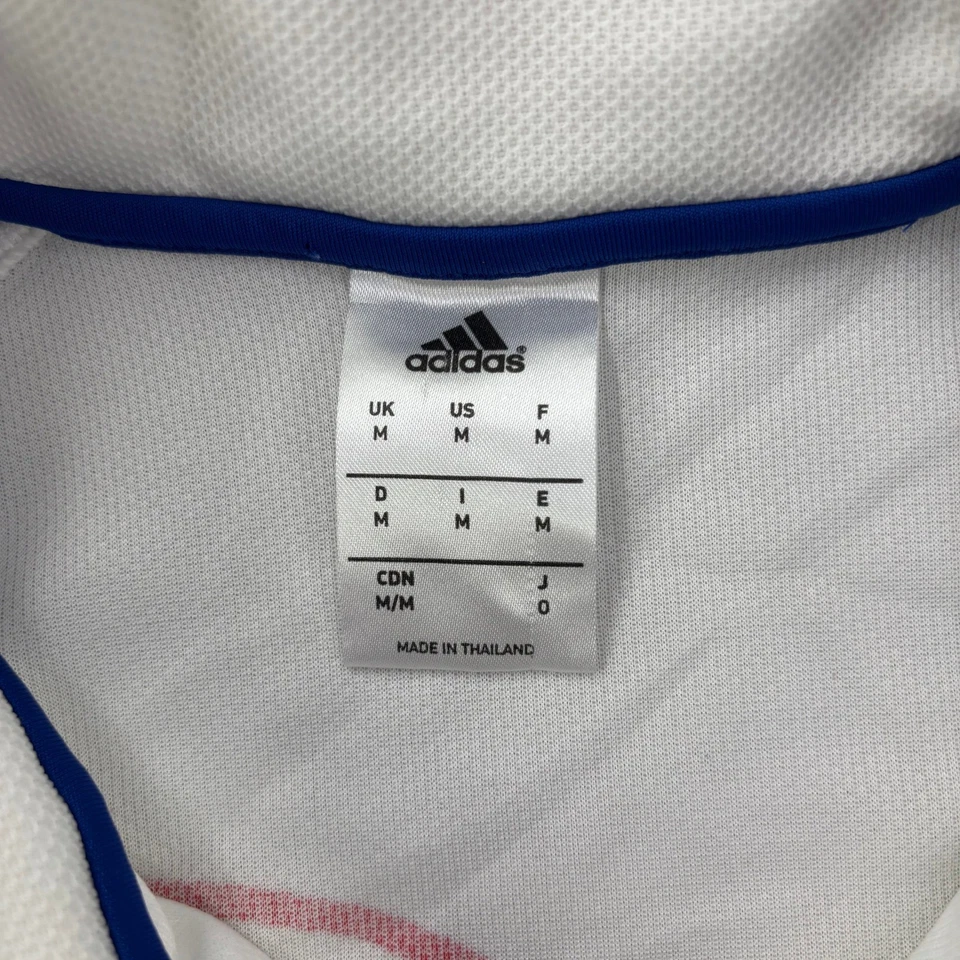 adidas®
UK US F
M M M
D I E
M M M
CDN J
M/M O
MADE IN THAILAND